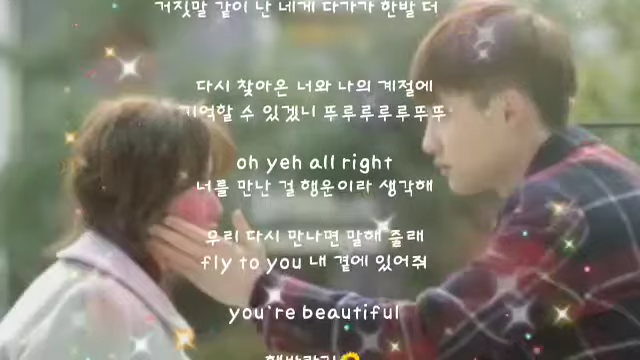 거짓말 같이 난 네게 다가가 한발 더
다시 찾아온 너와 나의 계절에
기억할 수 있겠니 뚜루루루루뚜뚜
oh yeh all right
너를 만난 걸 행운이라 생각해
우리 다시 만나면 말해 줄래
fly to you 내 곁에 있어줘
you're beautiful
해바라기